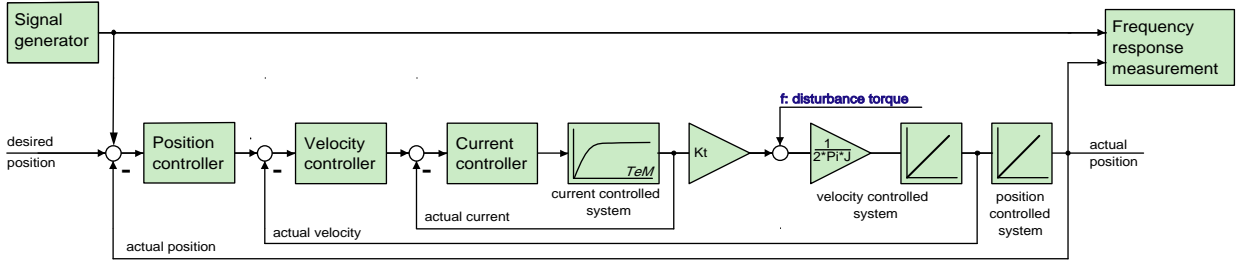 Signal
generator
Frequency
response
measurement
f: disturbance torque
desired
position
Position
controller
Velocity
controller
Current
controller
TeM
Kt
1
2*Pi*J
actual
position
-
-
-
current controlled
system
velocity controlled
system
position
controlled
system
actual current
actual velocity
actual position